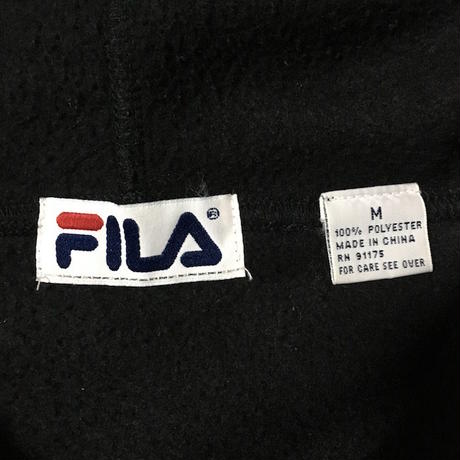 FILA®
M
100% POLYESTER
MADE IN CHINA
RN 91175
FOR CARE SEE OVER